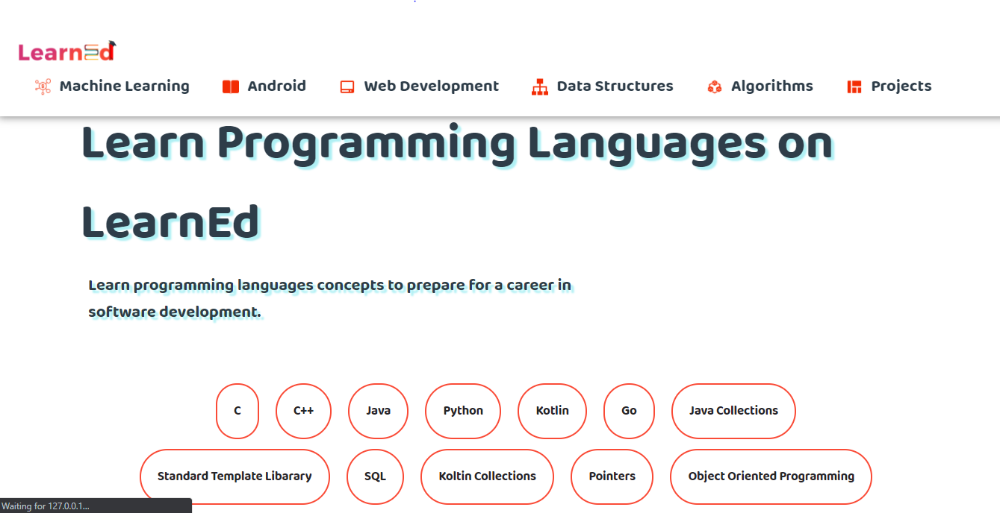 LearnEd
Machine Learning Android Web Development Data Structures Algorithms Projects
Learn Programming Languages on
LearnEd
Learn programming languages concepts to prepare for a career in
software development.
C C++ Java Python Kotlin Go Java Collections
Standard Template Libarary SQL Koltin Collections Pointers Object Oriented Programming
Waiting for 127.0.0.1...